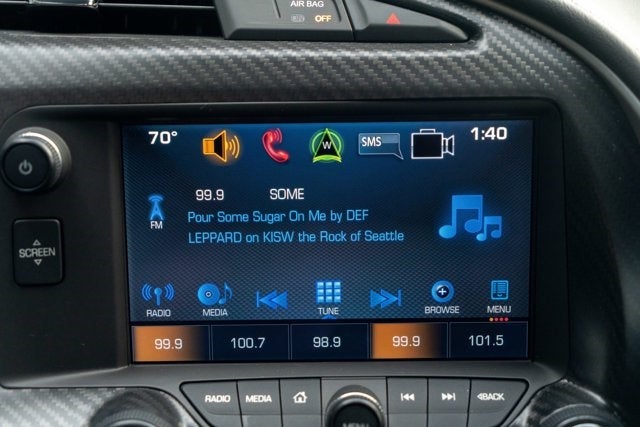 AIR BAG
OFF
70°
W
SMS
1:40
99.9 SOME
FM
Pour Some Sugar On Me by DEF
LEPPARD on KISW the Rock of Seattle
SCREEN
RADIO MEDIA TUNE BROWSE MENU
99.9 100.7 98.9 99.9 101.5
RADIO MEDIA BACK
MENU